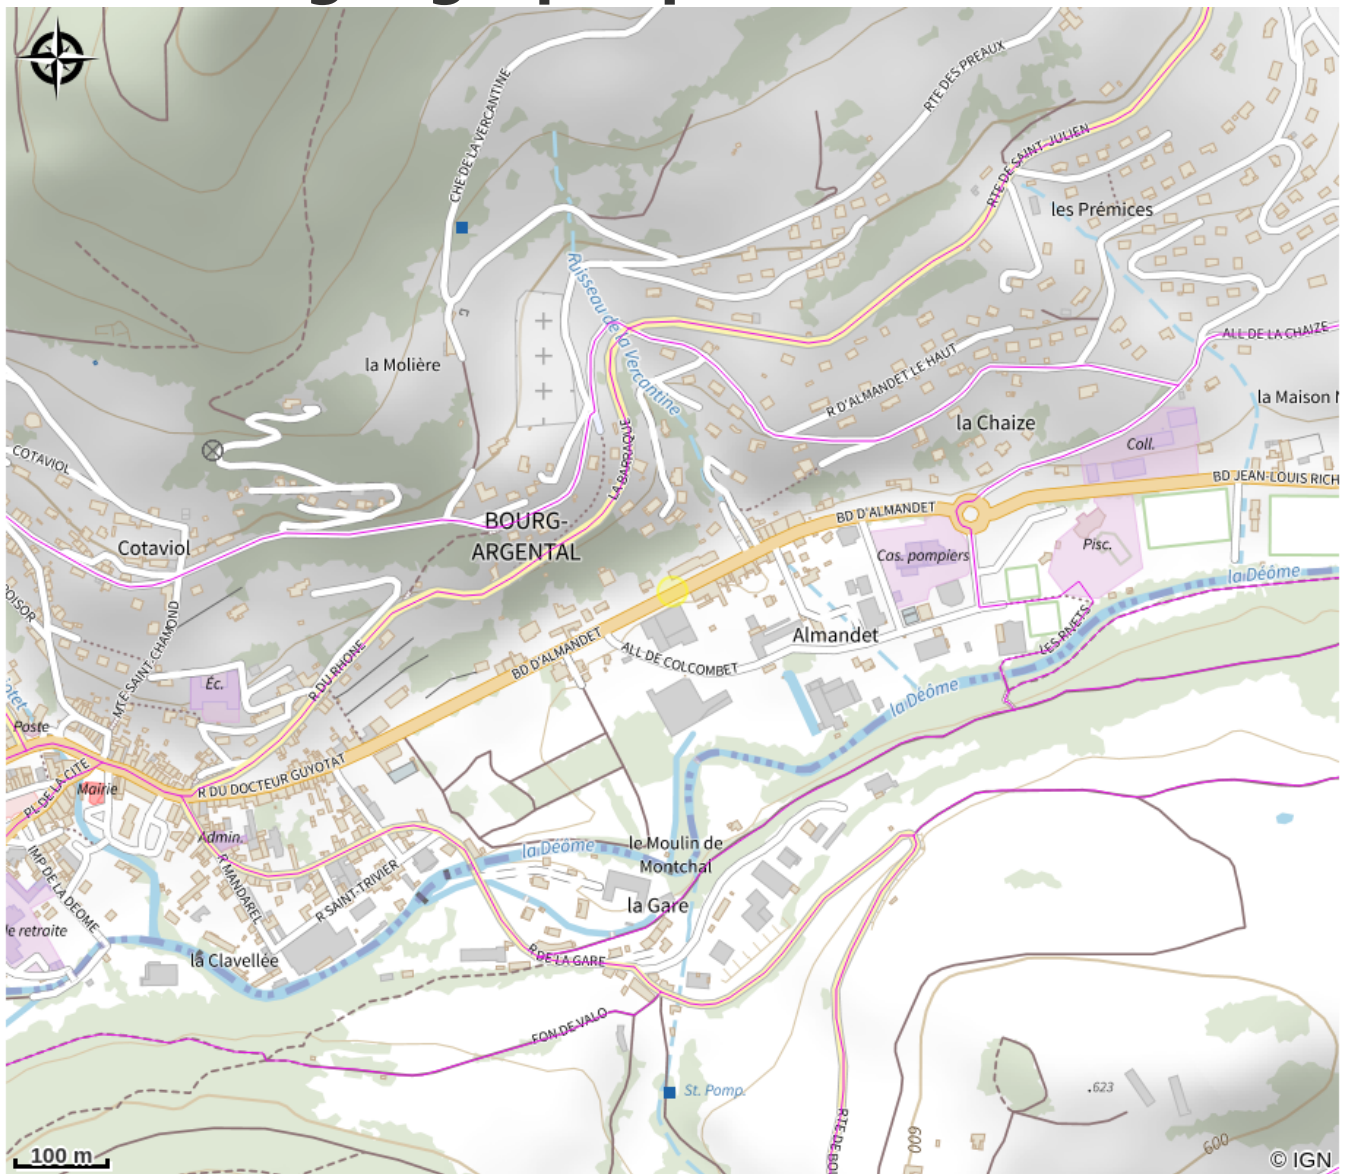 RTE DES PREAUX
CHE DE LA VERCANTINE
RTE DE SAINT-JULIEN
les Prémices
Ruisseau de la Vercantine
ALL DE LA CHAIZE
la Molière
R D'ALMANDET LE HAUT
la Maison
la Chaize
Coll.
LA BARRAQUE
COTAVIOL
BD JEAN-LOUIS RICH
BOURG-
ARGENTAL
BD D'ALMANDET
Cotaviol
Cas. pompiers
Pisc.
la Déôme
POISOR
MTE SAINT-CHAMOND
Almandet
BD D'ALMANDET
ALL DE COLCOMBET
R DU RHONE
Éc.
la Déôme
Poste
PL DE LA CITE
Mairie
R DU DOCTEUR GUYOTAT
Admin.
la Déôme
le Moulin de
Montchal
IMP DE LA DEOME
R MANDAREL
R SAINT-TRIVIER
la Gare
le retraite
la Clavellée
R DE LA GARE
FON DE VALO
St. Pomp.
.623
RTE DE BO
600
600
100 m
© IGN